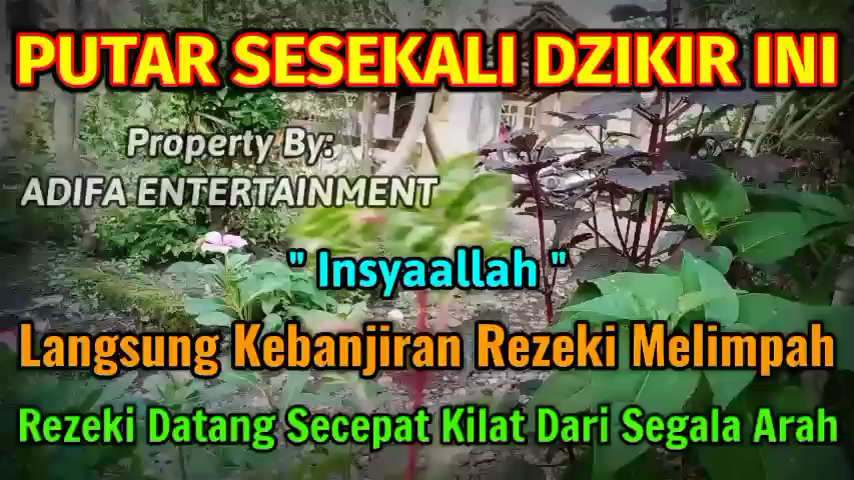 PUTAR SESEKALI DZIKIR INI
Property By:
ADIFA ENTERTAINMENT
" Insyaallah "
Langsung Kebanjiran Rezeki Melimpah
Rezeki Datang Secepat Kilat Dari Segala Arah